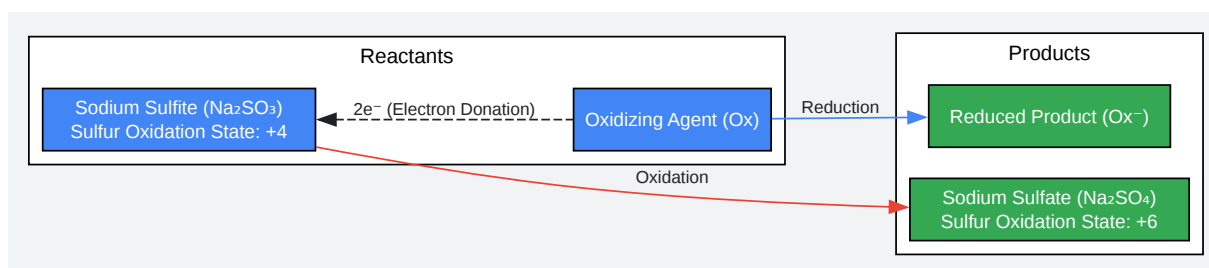 Reactants
Sodium Sulfite (Na₂SO₃)
Sulfur Oxidation State: +4
2e⁻ (Electron Donation)
Oxidizing Agent (Ox)
Reduction
Oxidation
Products
Reduced Product (Ox⁻)
Sodium Sulfate (Na₂SO₄)
Sulfur Oxidation State: +6